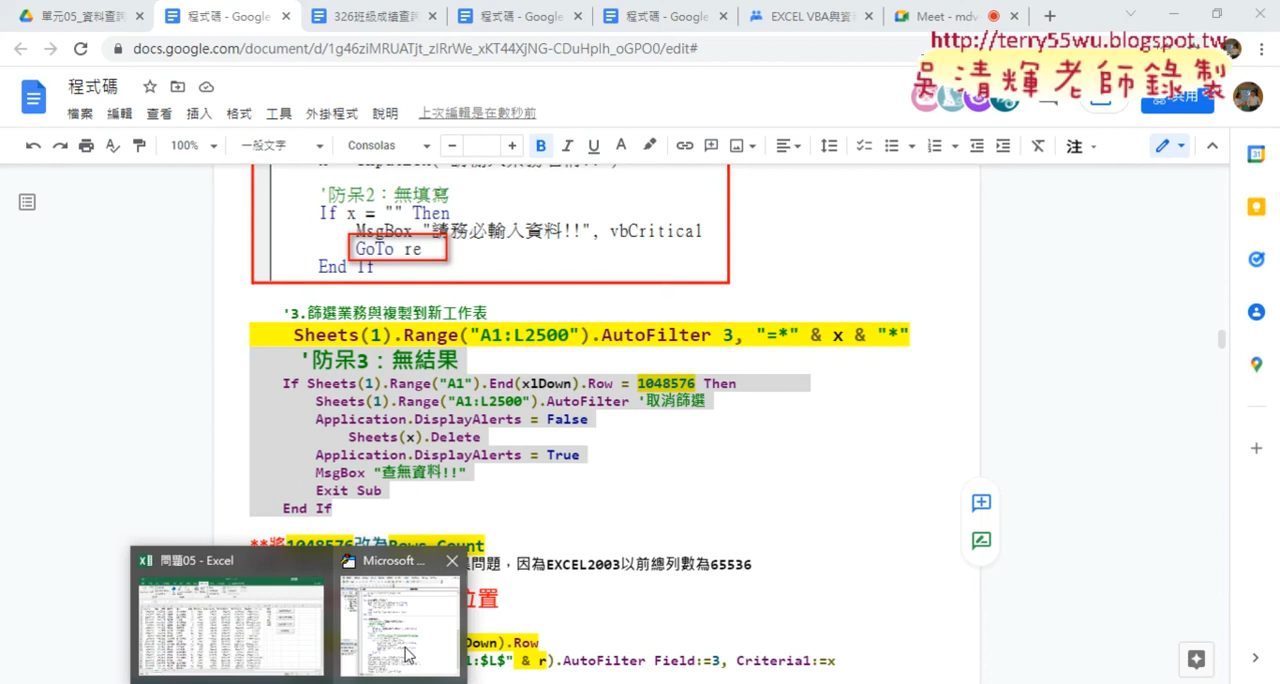 單元05_資料查詢
程式碼 - Google
326班級成績查詢
程式碼 - Google
程式碼 - Google
EXCEL VBA與資
Meet - mdv
docs.google.com/document/d/1g46ziMRUATjt_zlRrWe_xKT44XjNG-CDuHplh_oGPO0/edit#
http://terry55wu.blogspot.tw
吳清輝老師錄製
程式碼
檔案 編輯 查看 插入 格式 工具 外掛程式 說明 上次編輯是在數秒前
共用
100% 一般文字 Consolas B I U A 注
'防呆2：無填寫
If x = "" Then
MsgBox "請務必輸入資料!!", vbCritical
GoTo re
End If
'3.篩選業務與複製到新工作表
Sheets(1).Range("A1:L2500").AutoFilter 3, "=*" & x & "*"
'防呆3：無結果
If Sheets(1).Range("A1").End(xlDown).Row = 1048576 Then
Sheets(1).Range("A1:L2500").AutoFilter '取消篩選
Application.DisplayAlerts = False
Sheets(x).Delete
Application.DisplayAlerts = True
MsgBox "查無資料!!"
Exit Sub
End If
**將1048576改為Rows.Count
問題，因為EXCEL2003以前總列數為65536
位置
Down).Row
1:$L$" & r).AutoFilter Field:=3, Criteria1:=x
問題05 - Excel
Microsoft ...